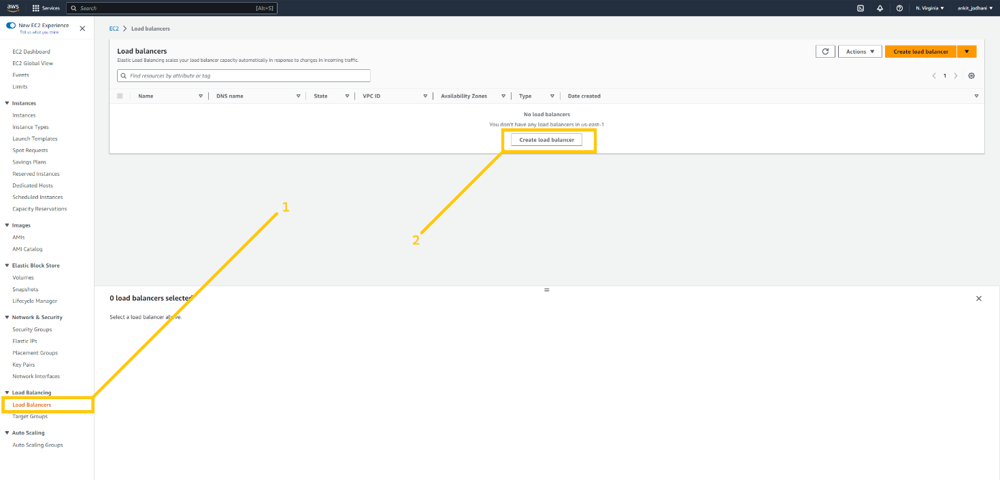 aws Services Search [Alt+S] N. Virginia ankit_jodhani
New EC2 Experience
Tell us what you think
EC2 Dashboard
EC2 Global View
Events
Limits
Instances
Instances
Instance Types
Launch Templates
Spot Requests
Savings Plans
Reserved Instances
Dedicated Hosts
Scheduled Instances
Capacity Reservations
Images
AMIs
AMI Catalog
Elastic Block Store
Volumes
Snapshots
Lifecycle Manager
Network & Security
Security Groups
Elastic IPs
Placement Groups
Key Pairs
Network Interfaces
Load Balancing
Load Balancers
Target Groups
Auto Scaling
Auto Scaling Groups
EC2 Load balancers
Load balancers
Elastic Load Balancing scales your load balancer capacity automatically in response to changes in incoming traffic.
Actions Create load balancer
Find resources by attribute or tag
1
Name DNS name State VPC ID Availability Zones Type Date created
No load balancers
You don't have any load balancers in us-east-1
Create load balancer
1
2
0 load balancers selected
Select a load balancer above.